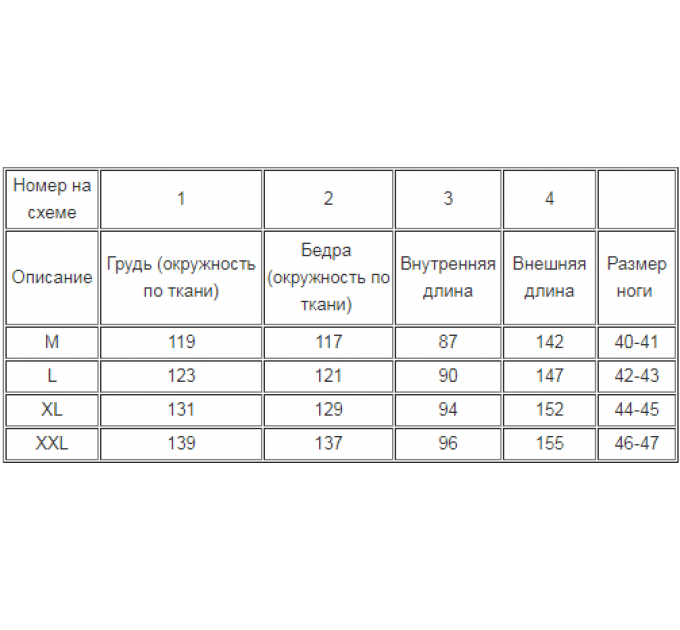 Номер на схеме 1 2 3 4
Описание Грудь (окружность по ткани) Бедра (окружность по ткани) Внутренняя длина Внешняя длина Размер ноги
M 119 117 87 142 40-41
L 123 121 90 147 42-43
XL 131 129 94 152 44-45
XXL 139 137 96 155 46-47